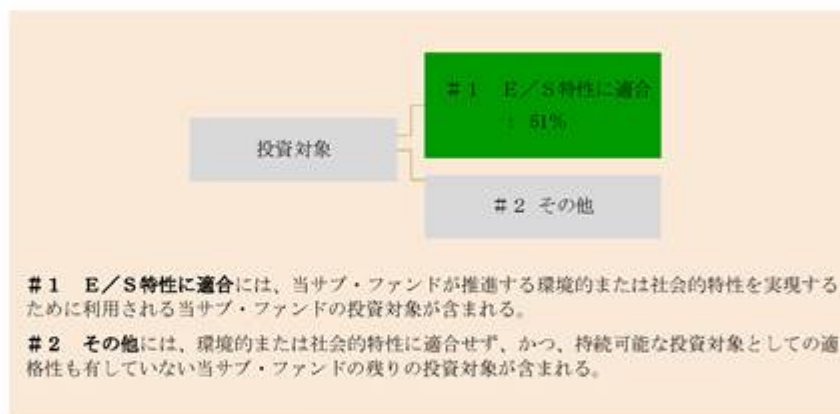 #1　E/S特性に適合
: 51%
投資対象
#2 その他
#1　E/S特性に適合には、当サブ・ファンドが推進する環境的または社会的特性を実現する
ために利用される当サブ・ファンドの投資対象が含まれる。
#2　その他には、環境的または社会的特性に適合せず、かつ、持続可能な投資対象としての適
格性も有していない当サブ・ファンドの残りの投資対象が含まれる。